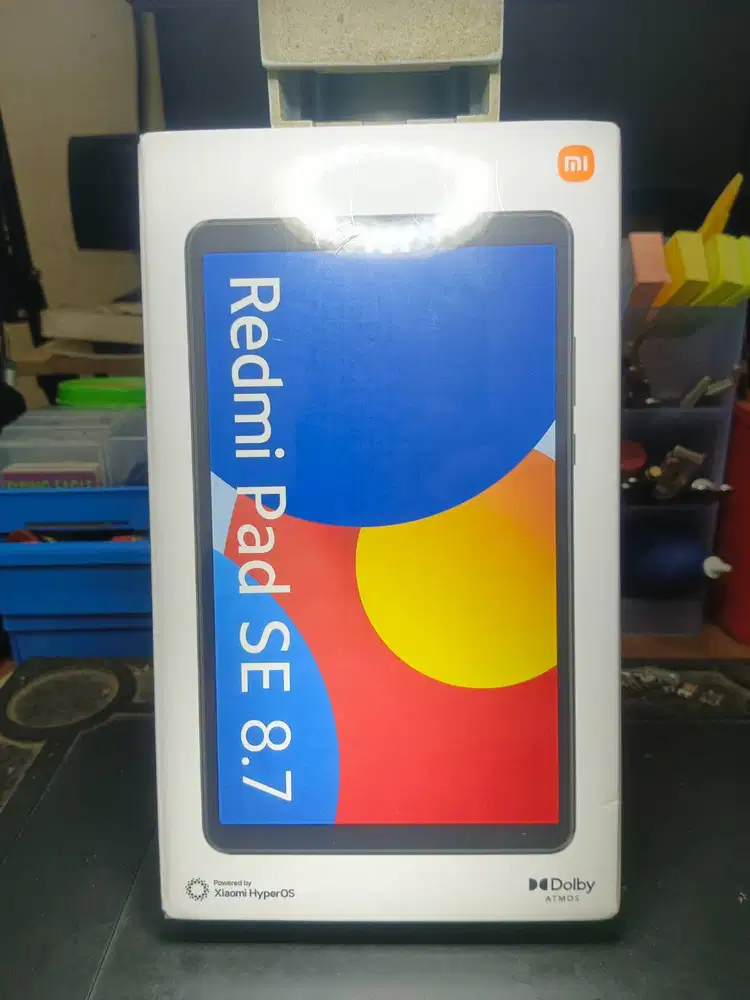 mi
Redmi Pad SE 8.7
Powered by
Xiaomi HyperOS
Dolby
ATMOS